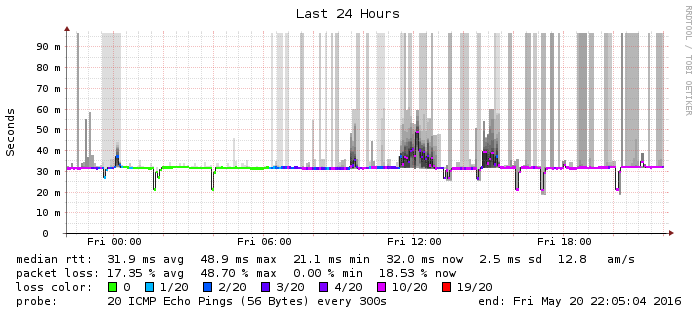 Last 24 Hours
RRDTOOL / TOBI OETIKER
Seconds
90 m
80 m
70 m
60 m
50 m
40 m
30 m
20 m
10 m
0
Fri 00:00 Fri 06:00 Fri 12:00 Fri 18:00
median rtt: 31.9 ms avg 48.9 ms max 21.1 ms min 32.0 ms now 2.5 ms sd 12.8 am/s
packet loss: 17.35 % avg 48.70 % max 0.00 % min 18.53 % now
loss color: 0 1/20 2/20 3/20 4/20 10/20 19/20
probe: 20 ICMP Echo Pings (56 Bytes) every 300s end: Fri May 20 22:05:04 2016